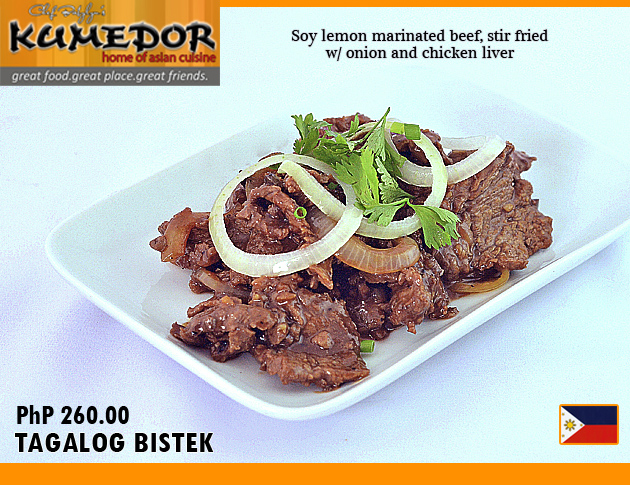 KUMEDOR
home of asian cuisine
great food.great place.great friends.
Soy lemon marinated beef, stir fried
w/ onion and chicken liver
PhP 260.00
TAGALOG BISTEK